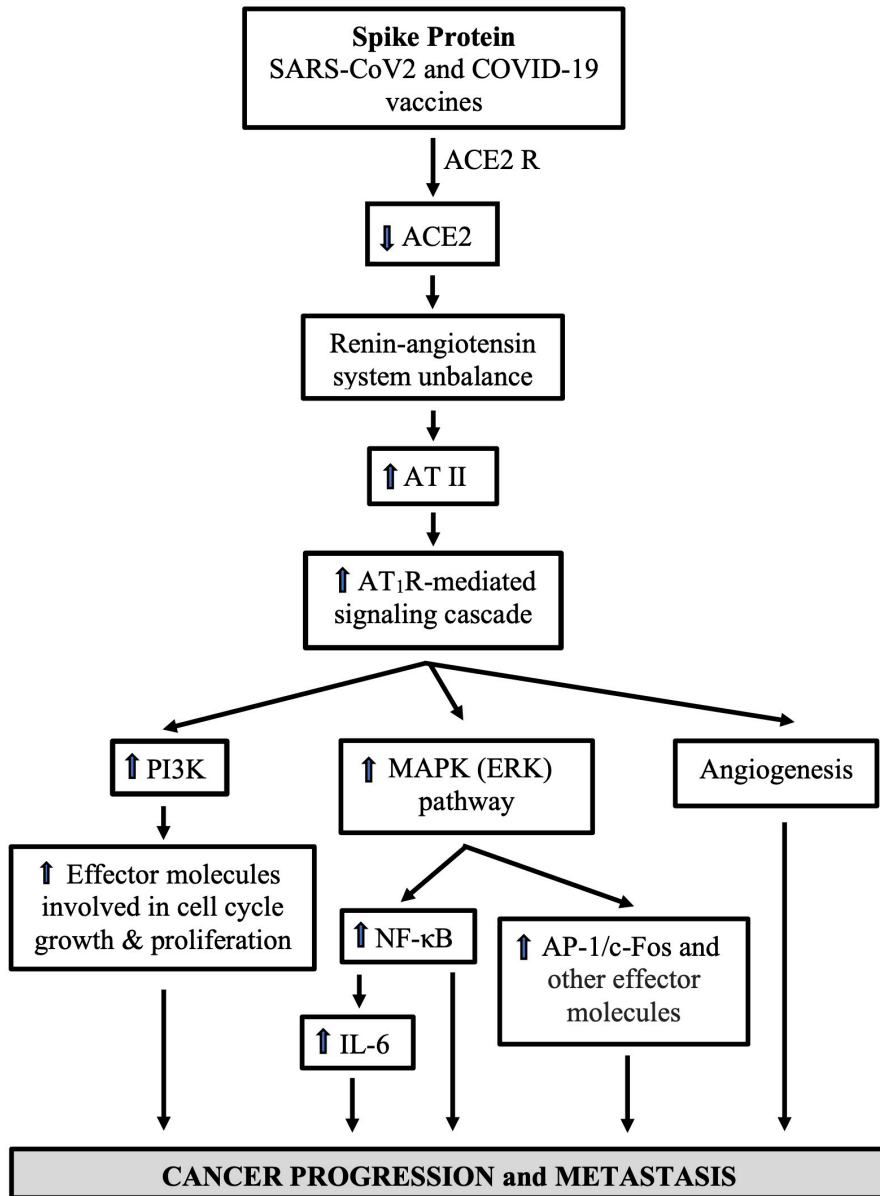 Spike Protein
SARS-CoV2 and COVID-19
vaccines
ACE2 R
⇓ ACE2
Renin-angiotensin
system unbalance
⇑ AT II
⇑ AT₁R-mediated
signaling cascade
⇑ PI3K
⇑ MAPK (ERK)
pathway
Angiogenesis
⇑ Effector molecules
involved in cell cycle
growth & proliferation
⇑ NF-κB
⇑ AP-1/c-Fos and
other effector
molecules
⇑ IL-6
CANCER PROGRESSION and METASTASIS